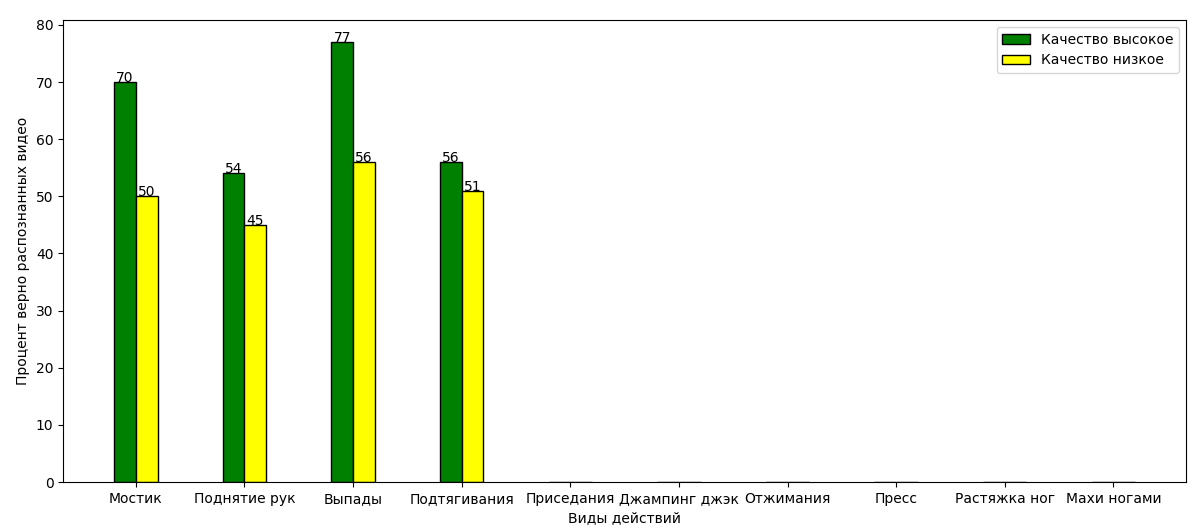 80
70
60
50
40
30
20
10
0
Процент верно распознанных видео
Качество высокое
Качество низкое
70
50
54
45
77
56
56
51
Мостик
Поднятие рук
Выпады
Подтягивания
Приседания
Джампинг джэк
Отжимания
Пресс
Растяжка ног
Махи ногами
Виды действий